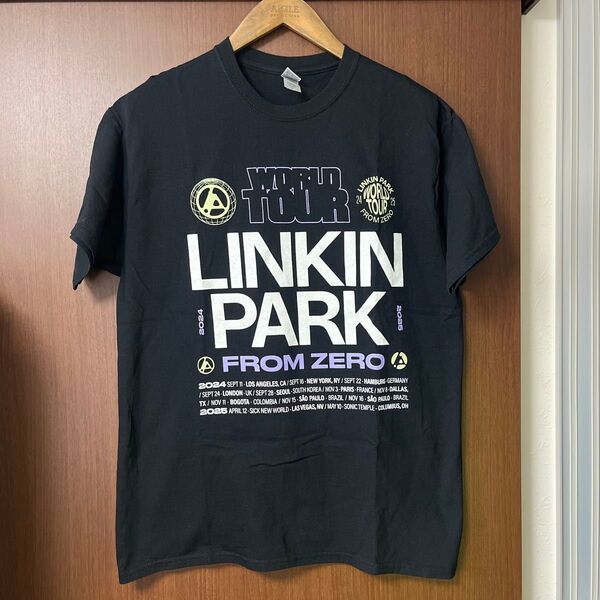 AIGLE
WORLD
TOUR
LINKIN PARK
WORLD
TOUR
24 25
FROM ZERO
LINKIN
PARK
2024
2025
FROM ZERO
2024 SEPT 11 - LOS ANGELES, CA / SEPT 16 - NEW YORK, NY / SEPT 22 - HAMBURG - GERMANY
/ SEPT 24 - LONDON - UK / SEPT 28 - SEOUL - SOUTH KOREA / NOV 3 - PARIS - FRANCE / NOV 8 - DALLAS,
TX / NOV 11 - BOGOTA - COLOMBIA / NOV 15 - SÃO PAULO - BRAZIL / NOV 16 - SÃO PAULO - BRAZIL
2025 APRIL 12 - SICK NEW WORLD - LAS VEGAS, NV / MAY 10 - SONIC TEMPLE - COLUMBUS, OH